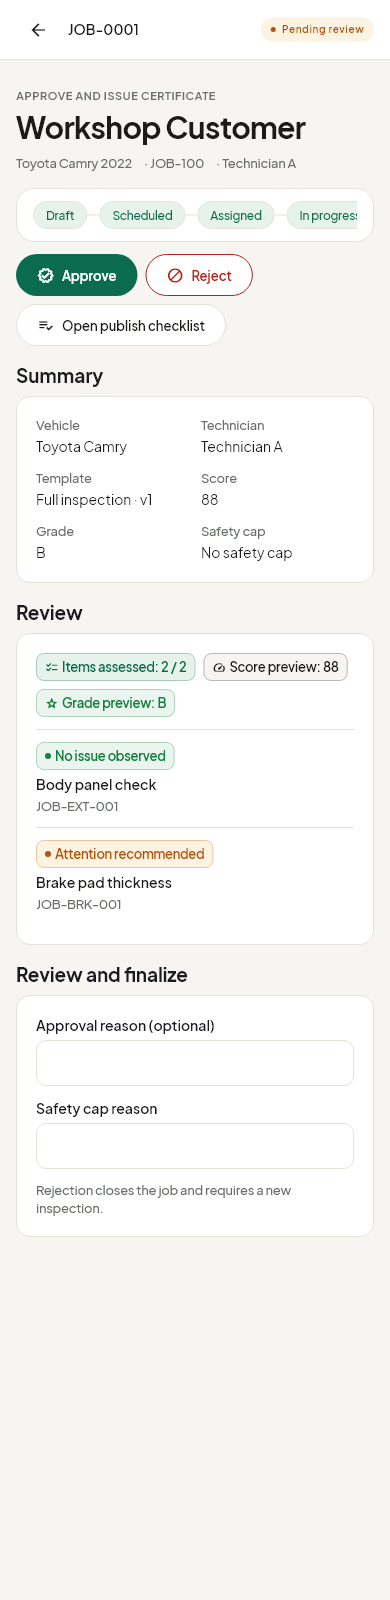 JOB-0001
Pending review
APPROVE AND ISSUE CERTIFICATE
Workshop Customer
Toyota Camry 2022 · JOB-100 · Technician A
Draft Scheduled Assigned In progress
Approve Reject
Open publish checklist
Summary
Vehicle Technician
Toyota Camry Technician A
Template Score
Full inspection · v1 88
Grade Safety cap
B No safety cap
Review
Items assessed: 2 / 2 Score preview: 88
Grade preview: B
No issue observed
Body panel check
JOB-EXT-001
Attention recommended
Brake pad thickness
JOB-BRK-001
Review and finalize
Approval reason (optional)
Safety cap reason
Rejection closes the job and requires a new
inspection.